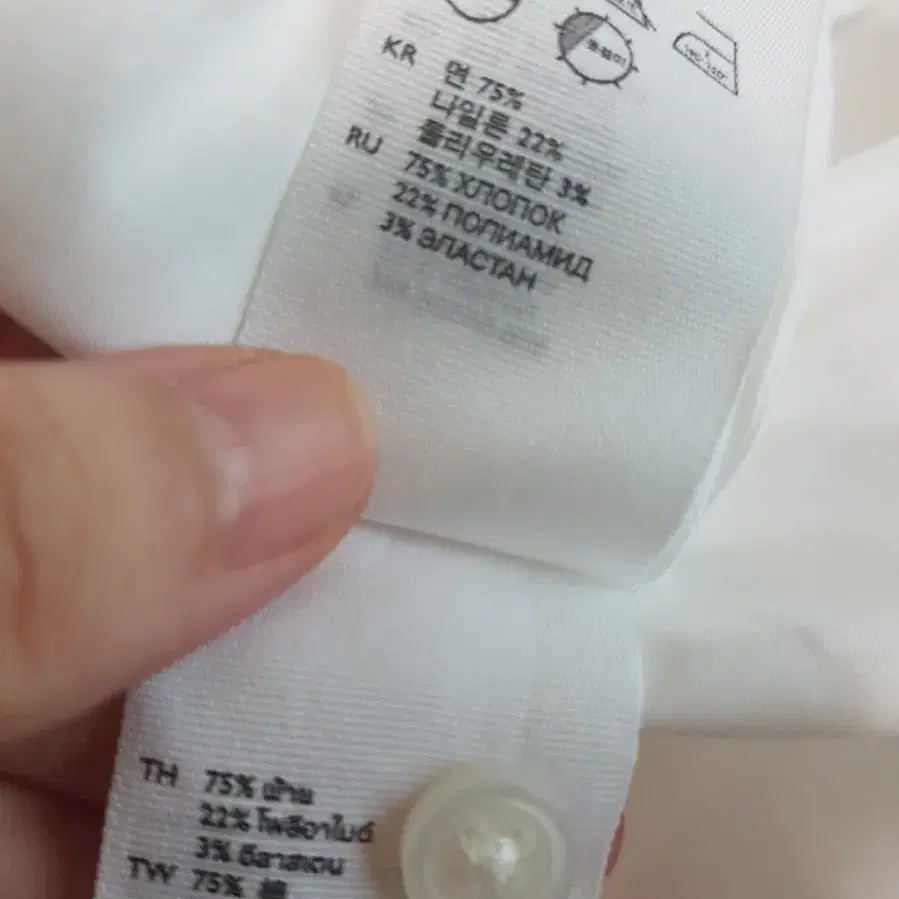 KR 면 75%
나일론 22%
폴리우레탄 3%
RU 75% ХЛОПОК
22% ПОЛИАМИД
3% ЭЛАСТАН
TH 75% ฝ้าย
22% โพลีอาไมด์
3% อีลาสเตน
TW 75% 綿